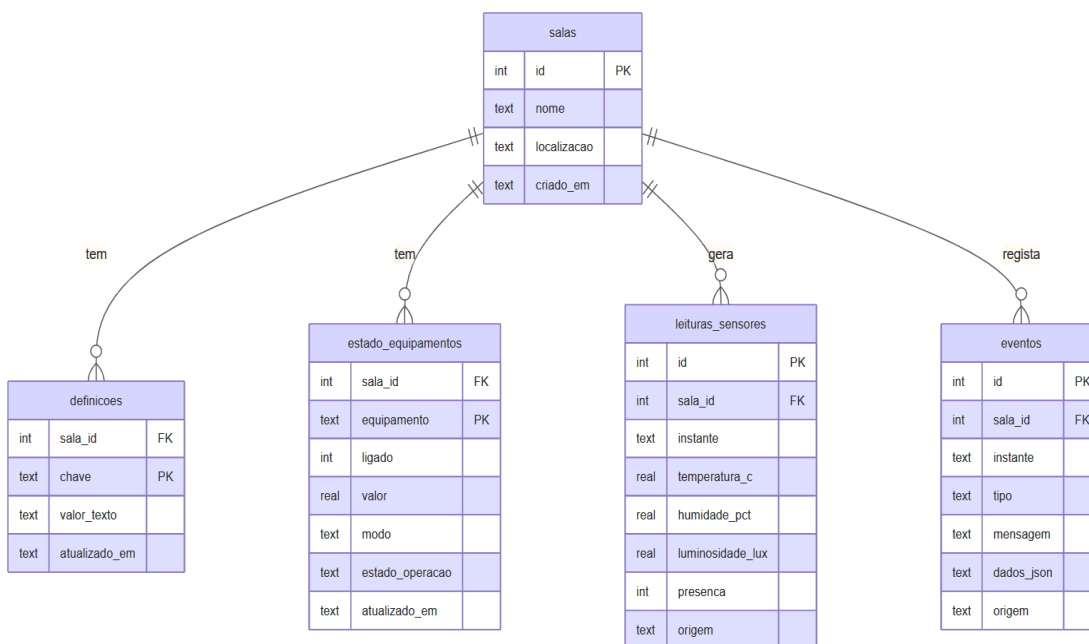 salas
int id PK
text nome
text localizacao
text criado_em
tem
tem
gera
regista
definicoes
int sala_id FK
text chave PK
text valor_texto
text atualizado_em
estado_equipamentos
int sala_id FK
text equipamento PK
int ligado
real valor
text modo
text estado_operacao
text atualizado_em
leituras_sensores
int id PK
int sala_id FK
text instante
real temperatura_c
real humidade_pct
real luminosidade_lux
int presenca
text origem
eventos
int id PK
int sala_id FK
text instante
text tipo
text mensagem
text dados_json
text origem